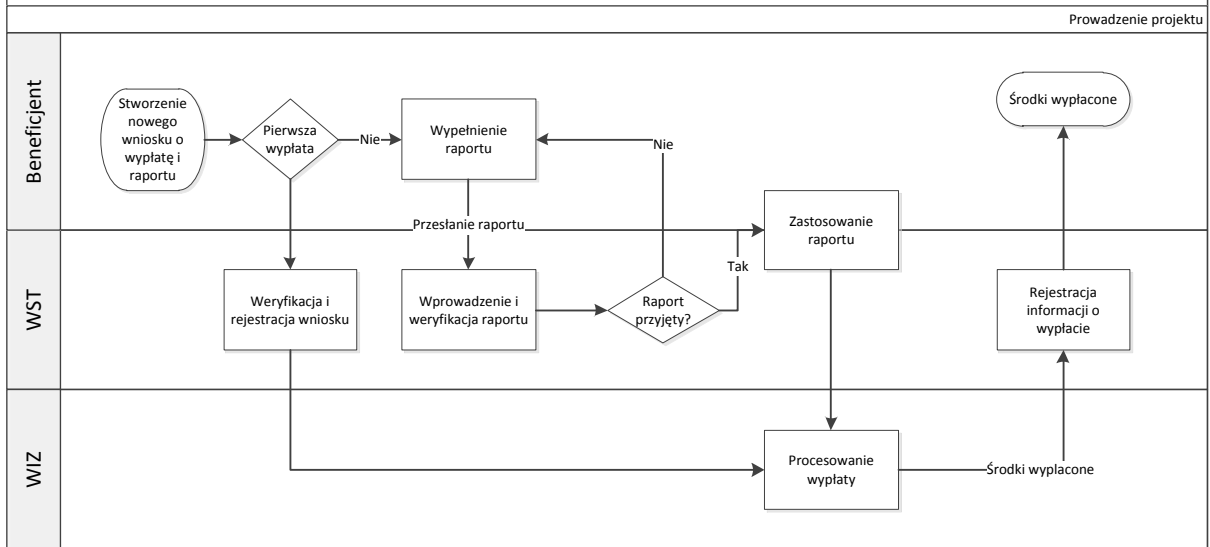 Prowadzenie projektu
Beneficjent
Stworzenie
nowego
wniosku o
wypłatę i
raportu
Pierwsza
wypłata
Nie
Wypełnienie
raportu
Nie
Środki wypłacone
Przesłanie raportu
Zastosowanie
raportu
WST
Weryfikacja i
rejestracja wniosku
Wprowadzenie i
weryfikacja raportu
Raport
przyjęty?
Tak
Rejestracja
informacji o
wypłacie
WIZ
Procesowanie
wypłaty
Środki wyplacone